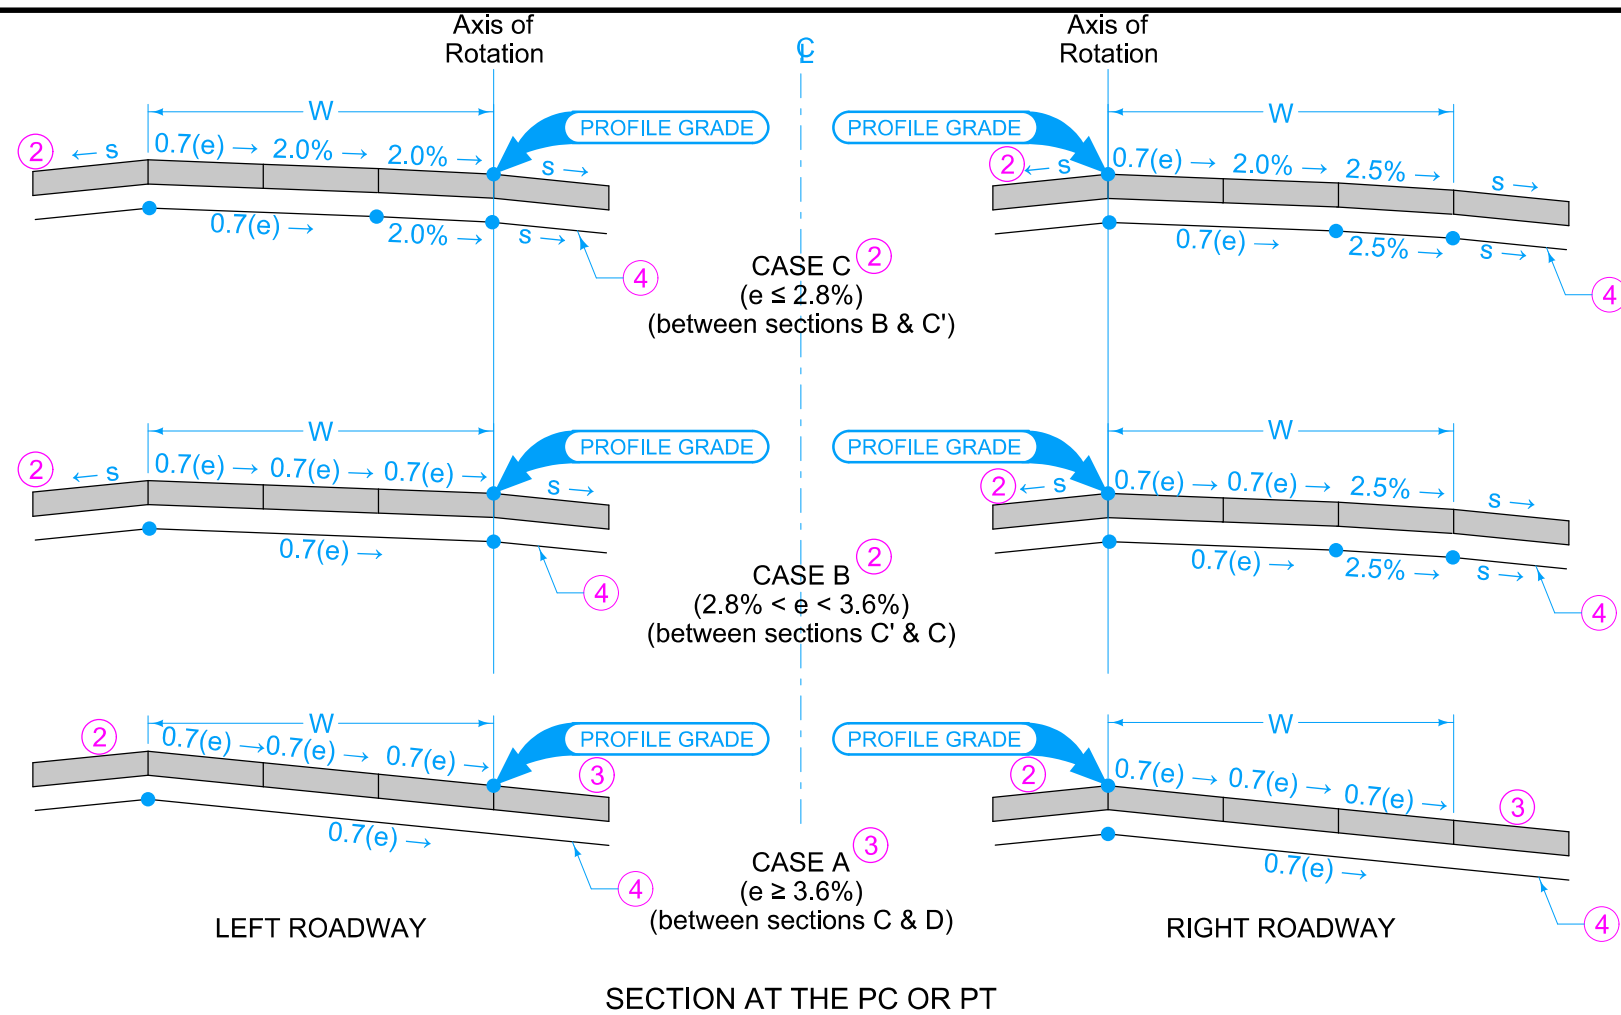 Axis of
Rotation
℄
Axis of
Rotation
W
PROFILE GRADE
PROFILE GRADE
W
2 ← s 0.7(e) → 2.0% → 2.0% → s →
2 ← s 0.7(e) → 2.0% → 2.5% → s →
0.7(e) → 2.0% → s →
0.7(e) → 2.5% → s →
4
4
CASE C 2
(e ≤ 2.8%)
(between sections B & C')
W
PROFILE GRADE
PROFILE GRADE
W
2 ← s 0.7(e) → 0.7(e) → 0.7(e) → s →
2 ← s 0.7(e) → 0.7(e) → 2.5% → s →
0.7(e) →
0.7(e) → 2.5% → s →
4
4
CASE B 2
(2.8% < e < 3.6%)
(between sections C' & C)
W
PROFILE GRADE
PROFILE GRADE
W
2 0.7(e) → 0.7(e) → 0.7(e) → 3
2 0.7(e) → 0.7(e) → 0.7(e) → 3
0.7(e) →
0.7(e) →
4
4
CASE A 3
(e ≥ 3.6%)
(between sections C & D)
LEFT ROADWAY
RIGHT ROADWAY
SECTION AT THE PC OR PT